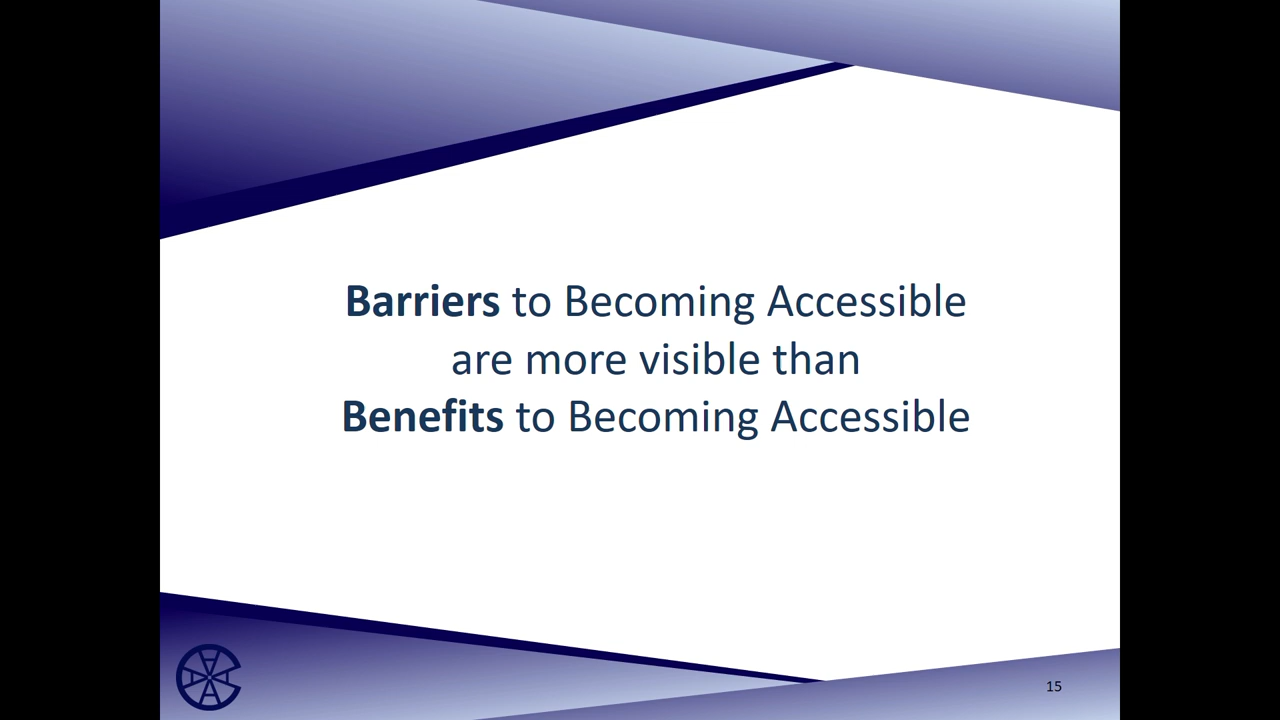 Barriers to Becoming Accessible
are more visible than
Benefits to Becoming Accessible
15